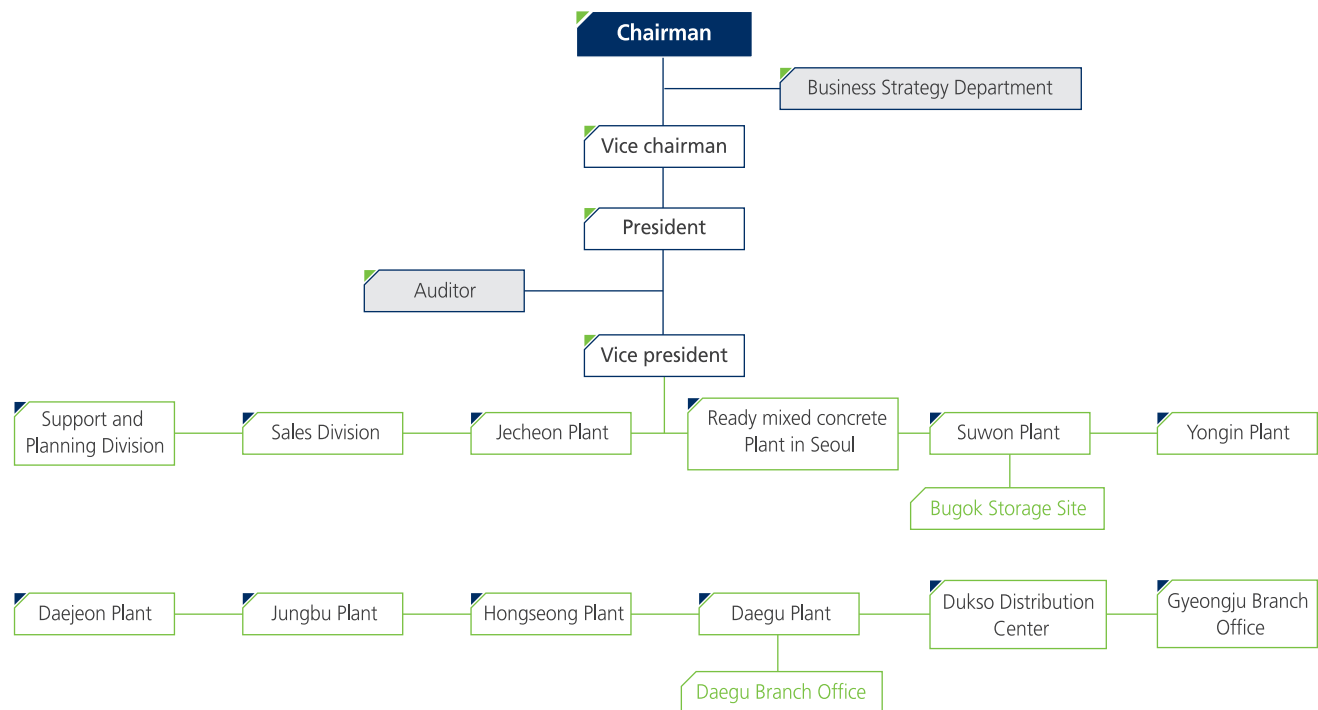 Chairman
Business Strategy Department
Vice chairman
President
Auditor
Vice president
Support and
Planning Division
Sales Division
Jecheon Plant
Ready mixed concrete
Plant in Seoul
Suwon Plant
Yongin Plant
Bugok Storage Site
Daejeon Plant
Jungbu Plant
Hongseong Plant
Daegu Plant
Dukso Distribution
Center
Gyeongju Branch
Office
Daegu Branch Office